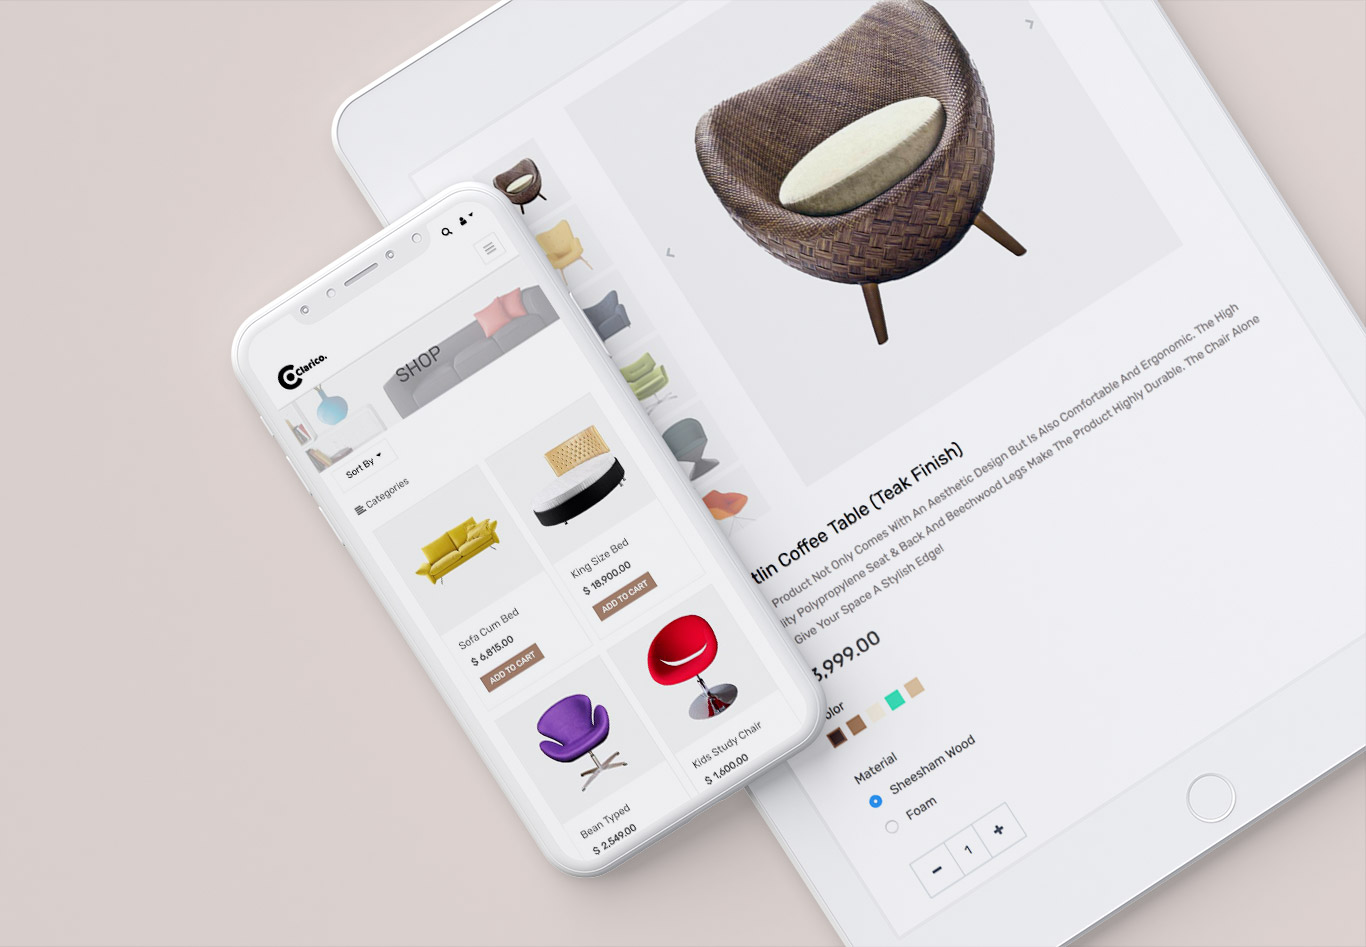 Clarico.
SHOP
Sort By
Categories
Sofa Cum Bed
$ 6,815.00
ADD TO CART
King Size Bed
$ 18,900.00
ADD TO CART
Bean Typed
$ 2,549.00
Kids Study Chair
$ 1,600.00
tlin Coffee Table (Teak Finish)
Product Not Only Comes With An Aesthetic Design But Is Also Comfortable And Ergonomic. The High
lity Polypropylene Seat & Back And Beechwood Legs Make The Product Highly Durable. The Chair Alone
Give Your Space A Stylish Edge!
3,999.00
olor
Material
Sheesham Wood
Foam
1